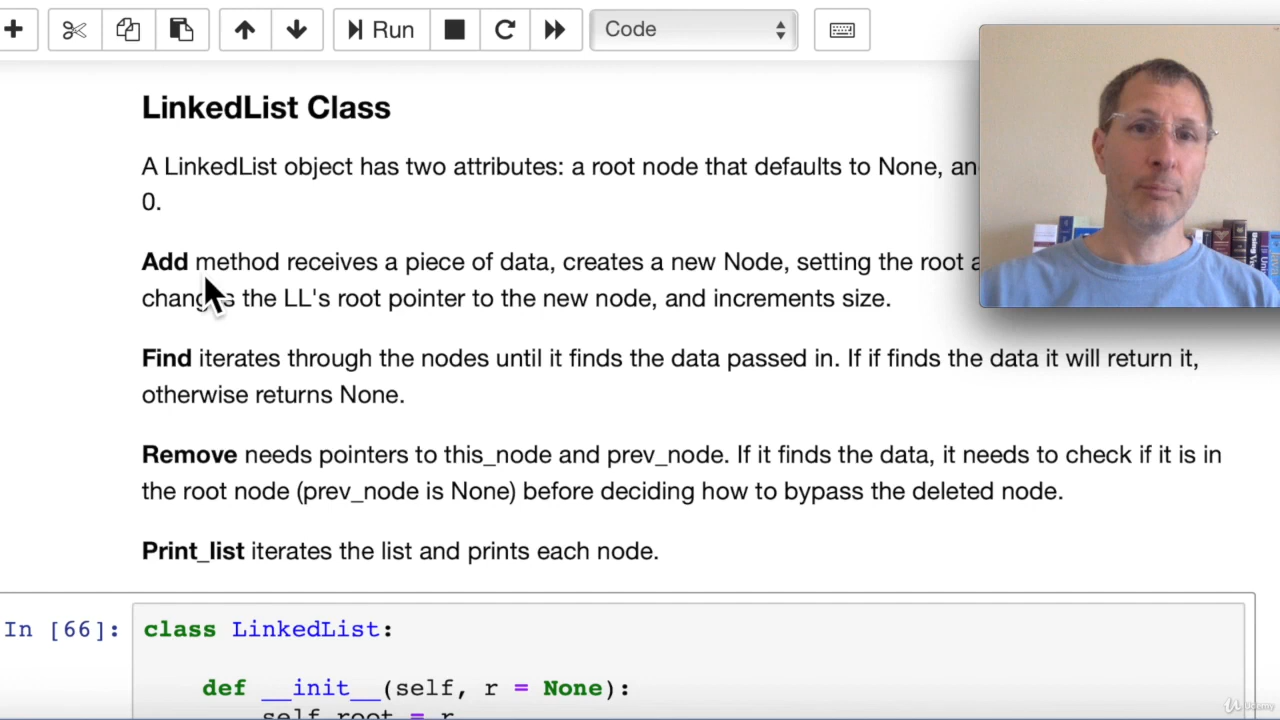 Run
Code
LinkedList Class
A LinkedList object has two attributes: a root node that defaults to None, an
0.
Add method receives a piece of data, creates a new Node, setting the root a
changes the LL's root pointer to the new node, and increments size.
Find iterates through the nodes until it finds the data passed in. If if finds the data it will return it,
otherwise returns None.
Remove needs pointers to this_node and prev_node. If it finds the data, it needs to check if it is in
the root node (prev_node is None) before deciding how to bypass the deleted node.
Print_list iterates the list and prints each node.
In [66]: class LinkedList:
def __init__(self, r = None):
self.root = r
Udemy